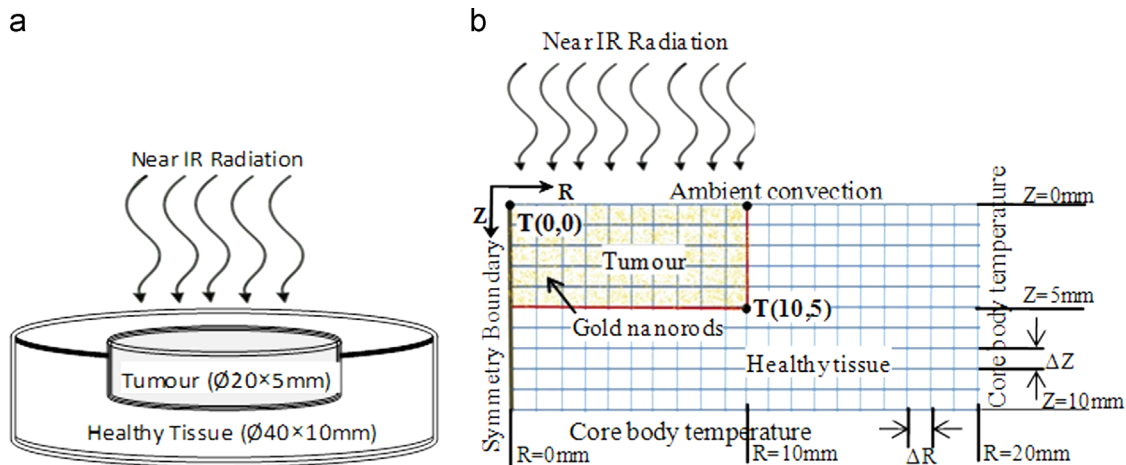 a
Near IR Radiation
Tumour (Ø20×5mm)
Healthy Tissue (Ø40×10mm)
b
Near IR Radiation
R
Ambient convection
Z
T(0,0)
Tumour
Gold nanorods
T(10,5)
Healthy tissue
Symmetry Boundary
Core body temperature
Core body temperature
Z=0mm
Z=5mm
ΔZ
Z=10mm
R=0mm
R=10mm
ΔR
R=20mm